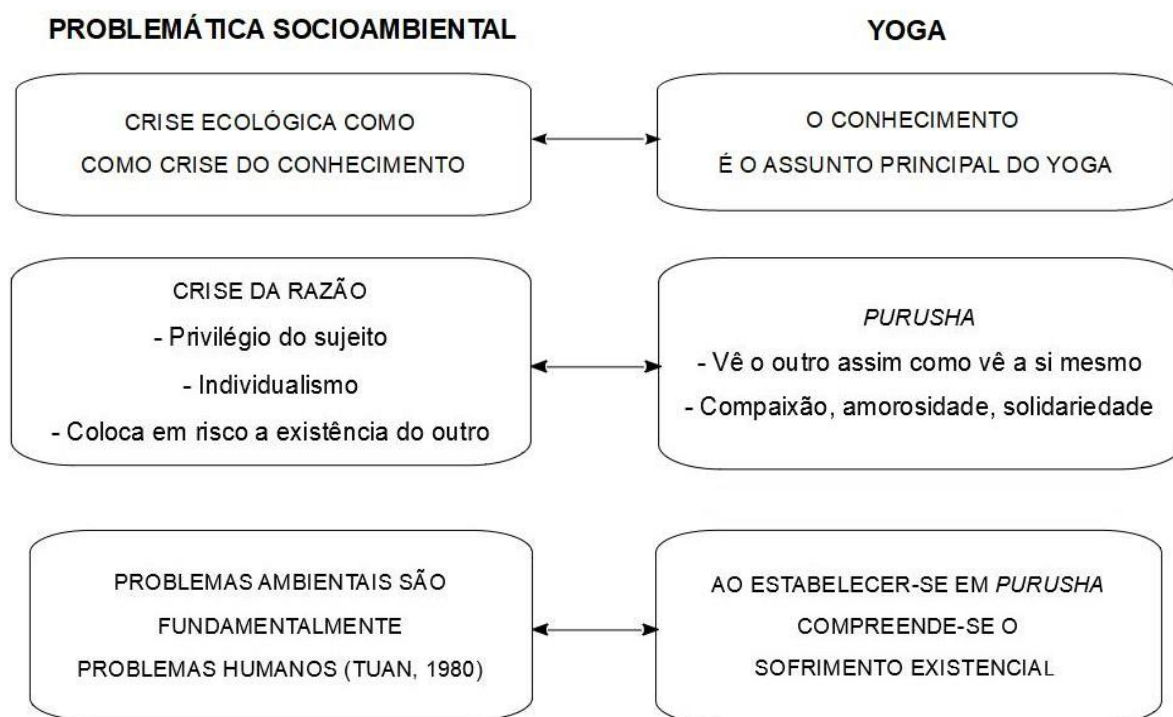 PROBLEMÁTICA SOCIOAMBIENTAL
YOGA
CRISE ECOLÓGICA COMO
COMO CRISE DO CONHECIMENTO
O CONHECIMENTO
É O ASSUNTO PRINCIPAL DO YOGA
CRISE DA RAZÃO
- Privilégio do sujeito
- Individualismo
- Coloca em risco a existência do outro
PURUSHA
- Vê o outro assim como vê a si mesmo
- Compaixão, amorosidade, solidariedade
PROBLEMAS AMBIENTAIS SÃO
FUNDAMENTALMENTE
PROBLEMAS HUMANOS (TUAN, 1980)
AO ESTABELECER-SE EM PURUSHA
COMPREENDE-SE O
SOFRIMENTO EXISTENCIAL